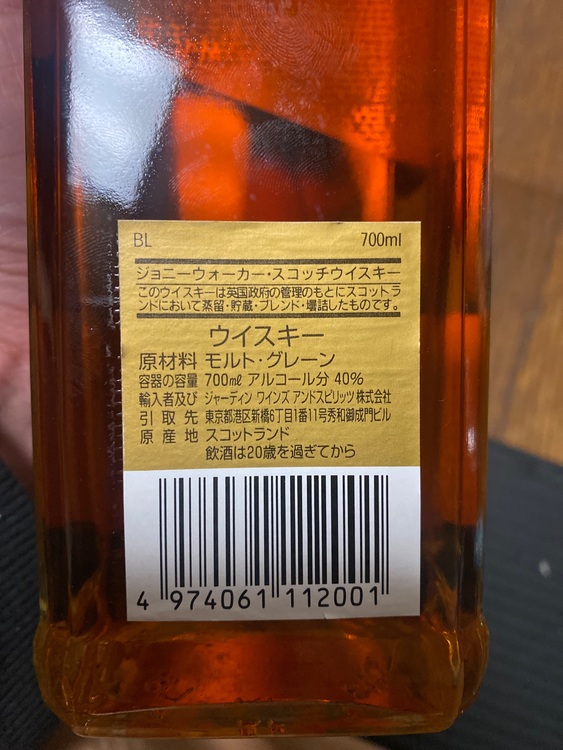 BL 700ml
ジョニーウォーカー・スコッチウイスキー
このウイスキーは英国政府の管理のもとにスコットラ
ンドにおいて蒸留・貯蔵・ブレンド・壜詰したものです。
ウイスキー
原材料 モルト・グレーン
容器の容量 700ml アルコール分 40%
輸入者及び ジャーディン ワインズ アンドスピリッツ株式会社
引取先 東京都港区新橋6丁目1番11号秀和御成門ビル
原産地 スコットランド
飲酒は20歳を過ぎてから
4 974061 112001